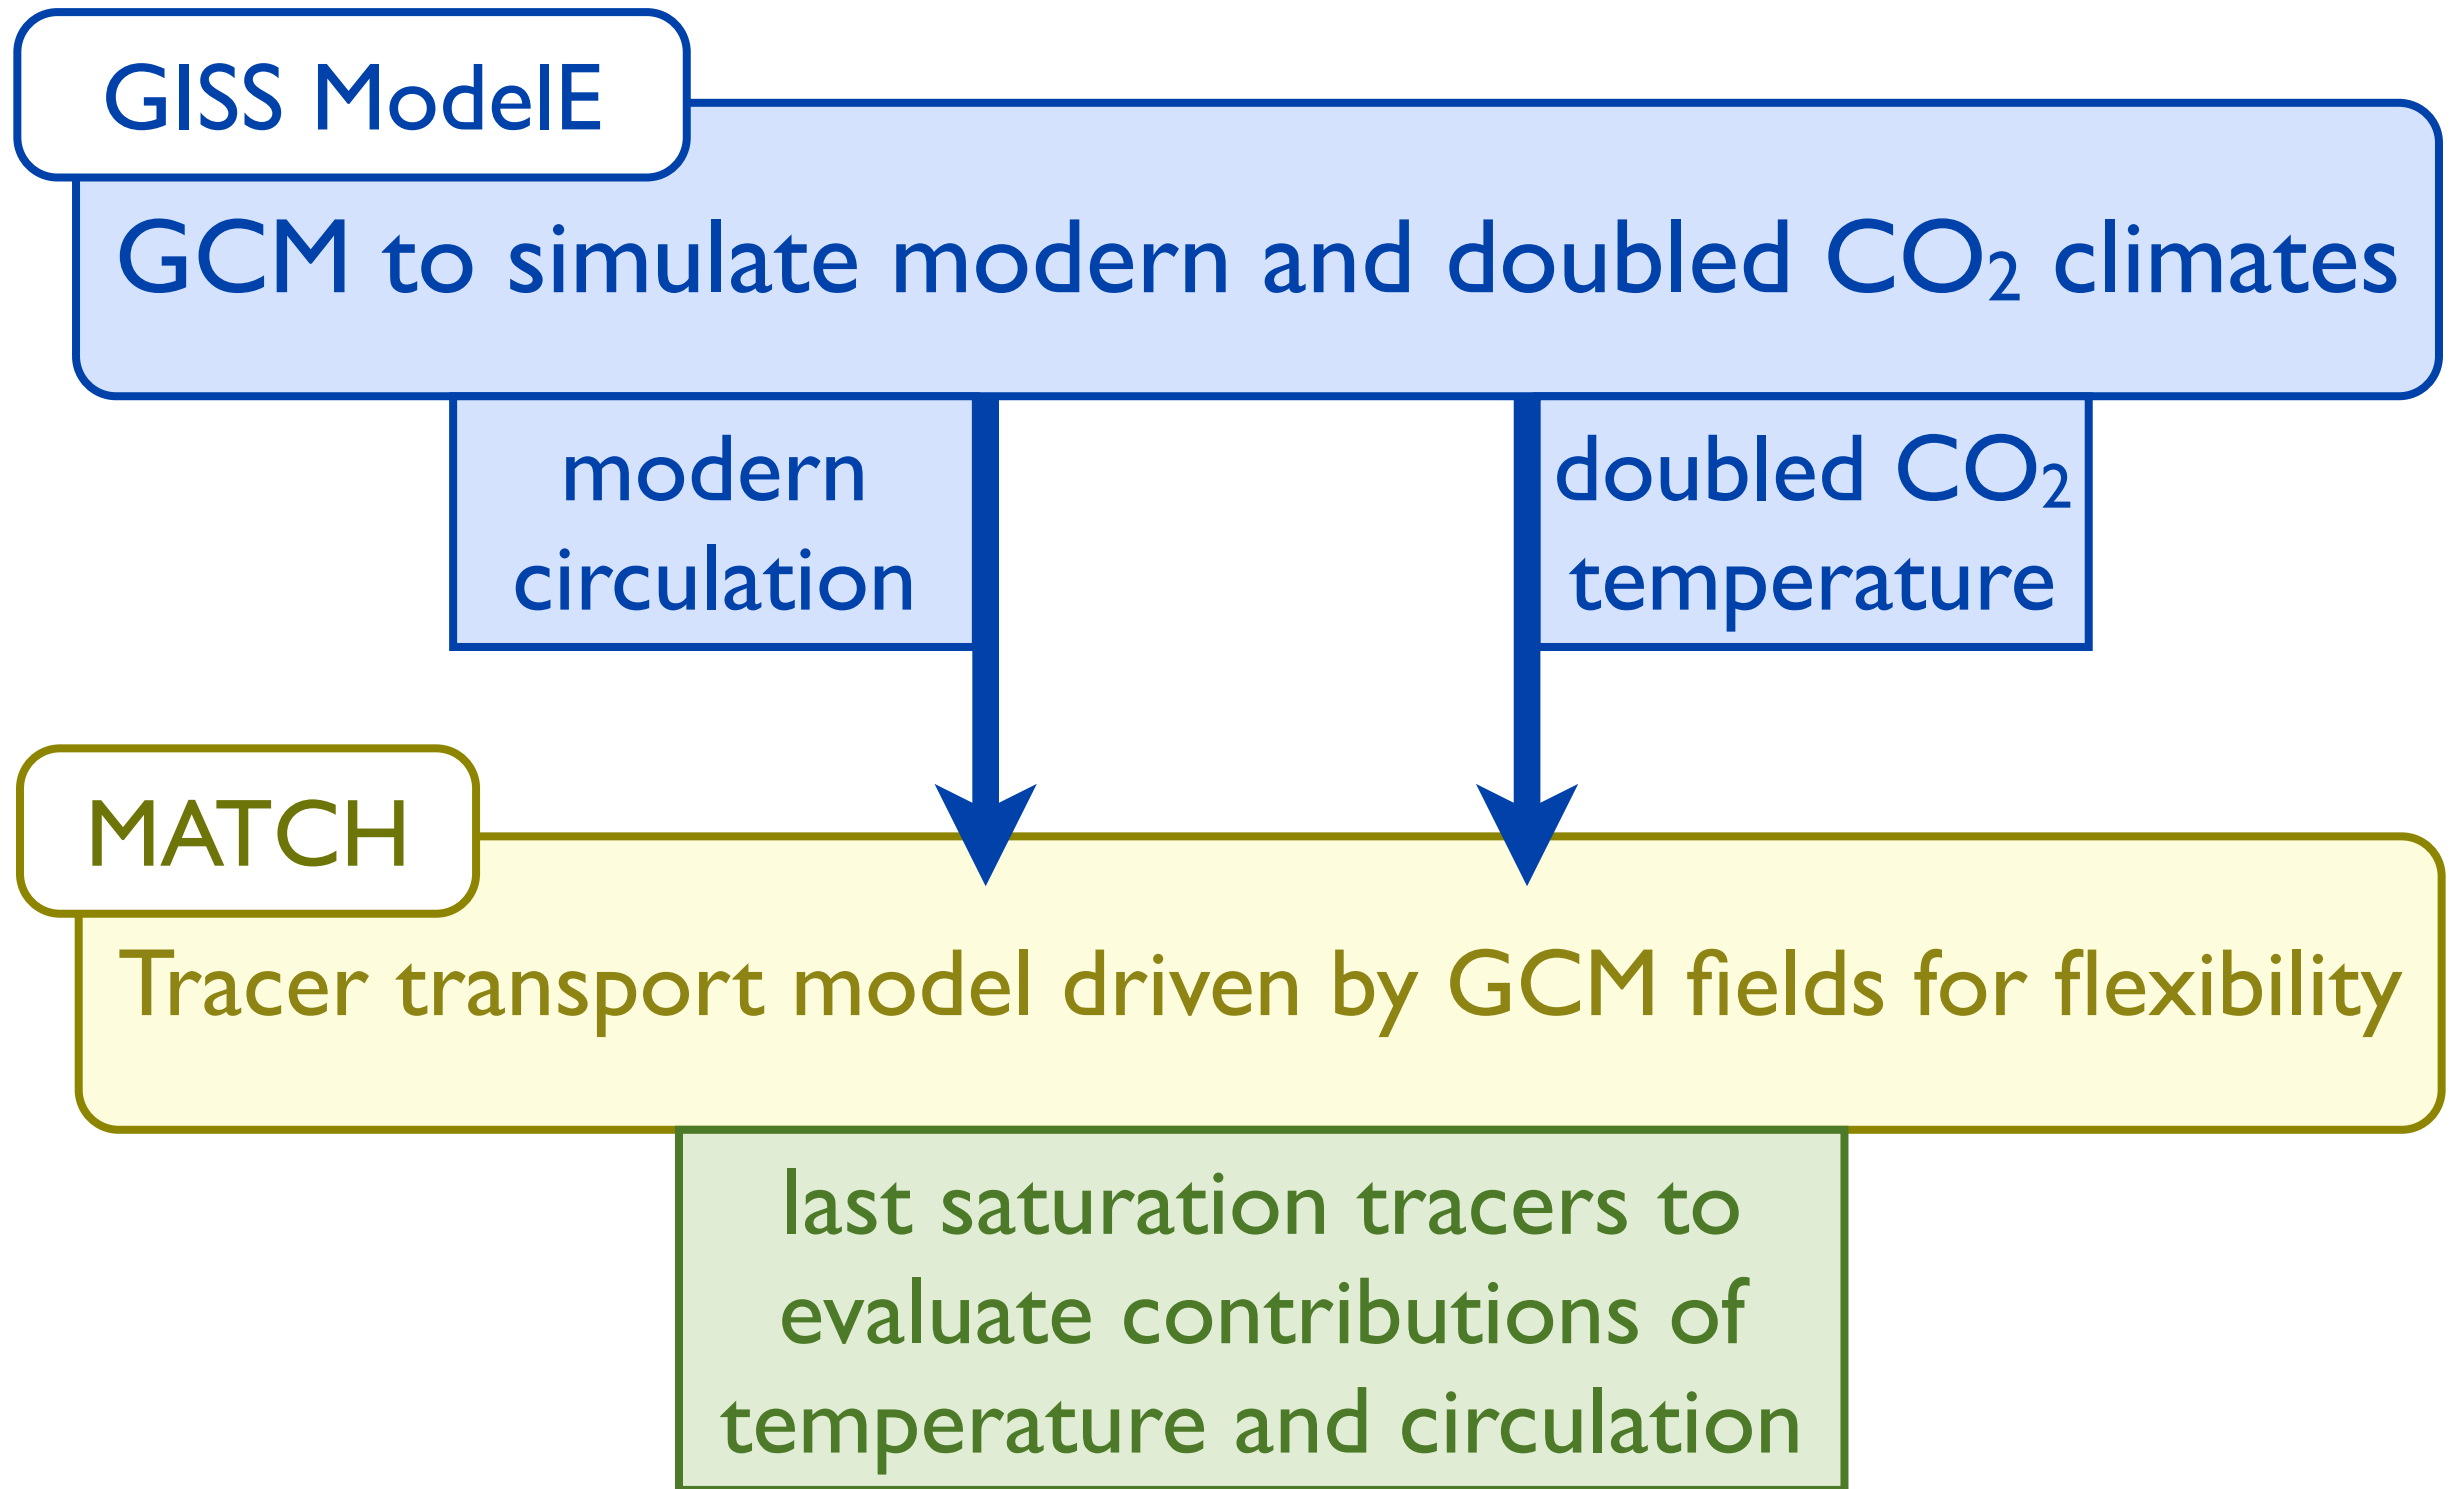 GISS ModelE
GCM to simulate modern and doubled CO₂ climates
modern
circulation
doubled CO₂
temperature
MATCH
Tracer transport model driven by GCM fields for flexibility
last saturation tracers to
evaluate contributions of
temperature and circulation